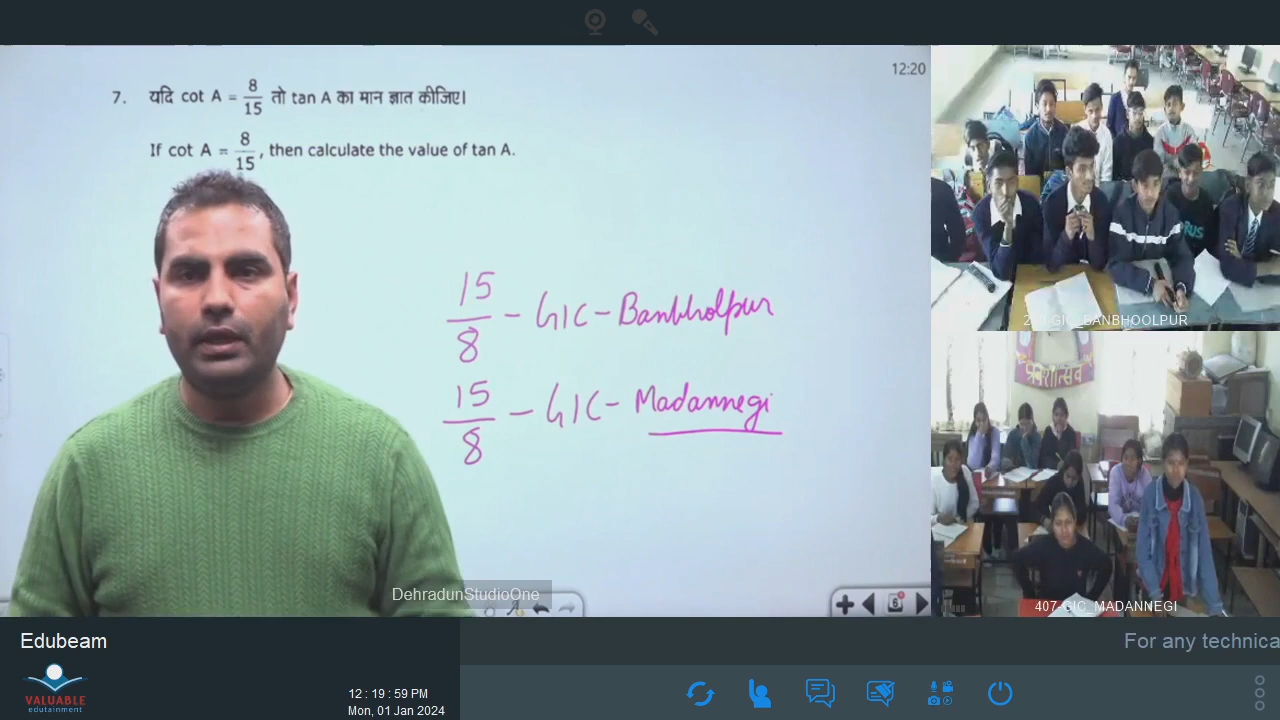 12:20
7. यदि cot A = 8/15 तो tan A का मान ज्ञात कीजिए।
If cot A = 8/15, then calculate the value of tan A.
15/8 - GIC - Banbholpur
15/8 - GIC - Madannegi
GIC_BANBHOOLPUR
407-GIC_MADANNEGI
DehradunStudioOne
Edubeam
For any technica
VALUABLE
edutainment
12 : 19 : 59 PM
Mon, 01 Jan 2024